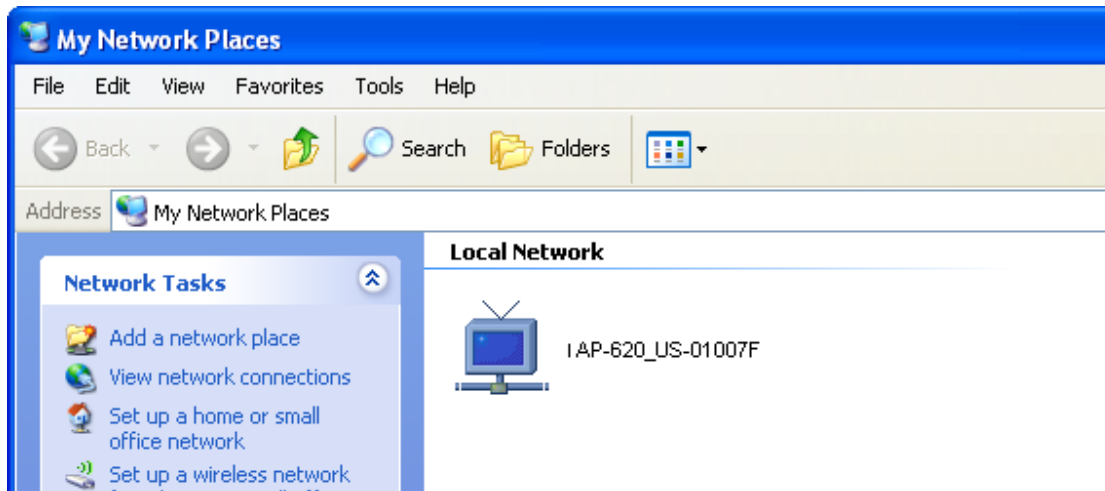 My Network Places
File Edit View Favorites Tools Help
Back Search Folders
Address My Network Places
Local Network
Network Tasks
AP-620_US-01007F
Add a network place
View network connections
Set up a home or small
office network
Set up a wireless network